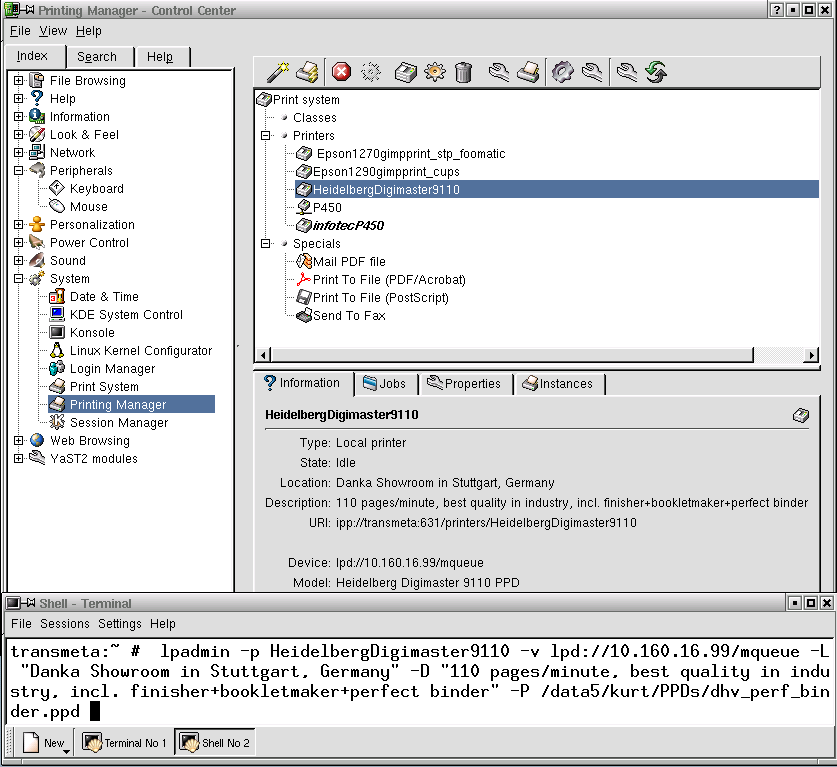 Printing Manager - Control Center
File View Help
Index Search Help
File Browsing
Help
Information
Look & Feel
Network
Peripherals
Keyboard
Mouse
Personalization
Power Control
Sound
System
Date & Time
KDE System Control
Konsole
Linux Kernel Configurator
Login Manager
Print System
Printing Manager
Session Manager
Web Browsing
YaST2 modules
Print system
Classes
Printers
Epson1270gimpprint_stp_foomatic
Epson1290gimpprint_cups
HeidelbergDigimaster9110
P450
infotecP450
Specials
Mail PDF file
Print To File (PDF/Acrobat)
Print To File (PostScript)
Send To Fax
Information Jobs Properties Instances
HeidelbergDigimaster9110
Type: Local printer
State: Idle
Location: Danka Showroom in Stuttgart, Germany
Description: 110 pages/minute, best quality in industry, incl. finisher+bookletmaker+perfect binder
URI: ipp://transmeta:631/printers/HeidelbergDigimaster9110
Device: lpd://10.160.16.99/mqueue
Model: Heidelberg Digimaster 9110 PPD
Shell - Terminal
File Sessions Settings Help
transmeta:~ # lpadmin -p HeidelbergDigimaster9110 -v lpd://10.160.16.99/mqueue -L
"Danka Showroom in Stuttgart, Germany" -D "110 pages/minute, best quality in indu
stry, incl. finisher+bookletmaker+perfect binder" -P /data5/kurt/PPDs/dhv_perf_bin
der.ppd
New Terminal No 1 Shell No 2